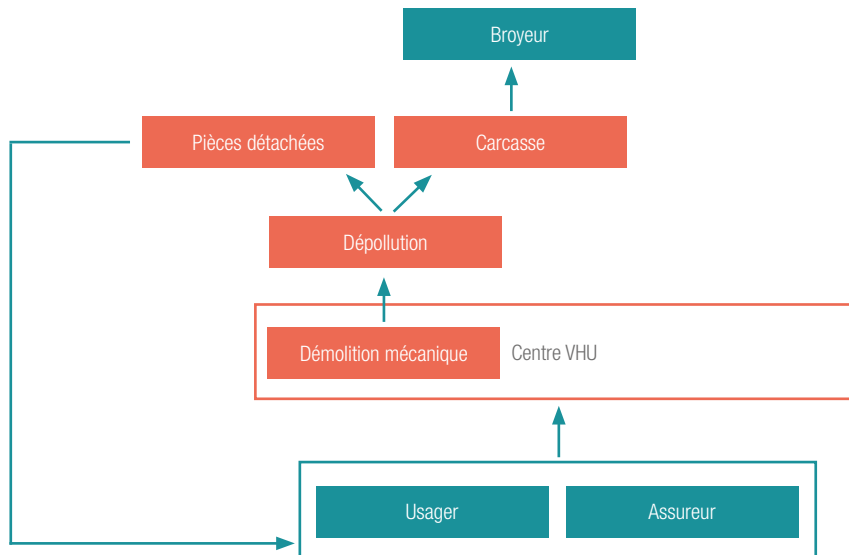 Broyeur
Pièces détachées
Carcasse
Dépollution
Démolition mécanique
Centre VHU
Usager
Assureur